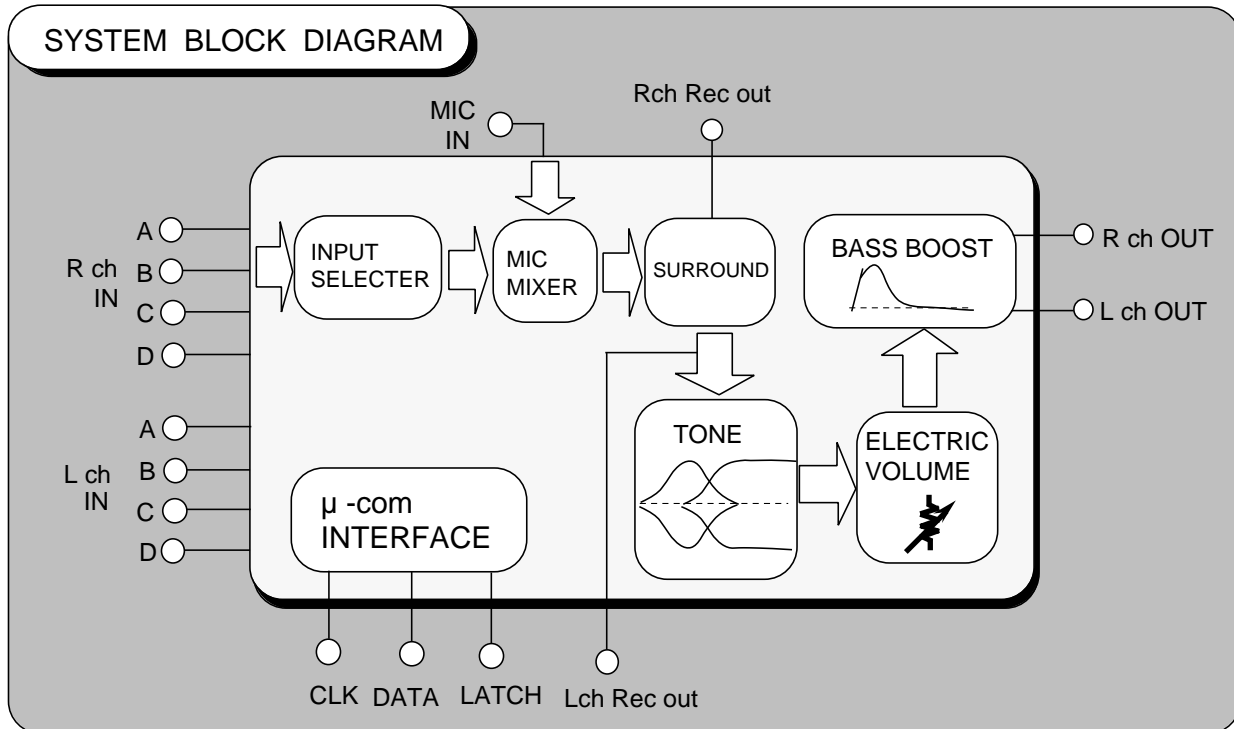 SYSTEM BLOCK DIAGRAM
MIC
IN
Rch Rec out
A
B
C
D
R ch
IN
INPUT
SELECTER
MIC
MIXER
SURROUND
BASS BOOST
R ch OUT
L ch OUT
A
B
C
D
L ch
IN
μ -com
INTERFACE
TONE
ELECTRIC
VOLUME
CLK
DATA
LATCH
Lch Rec out